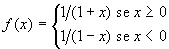 f (x) = { 1/(1 + x) se x ≥ 0
1/(1 − x) se x < 0